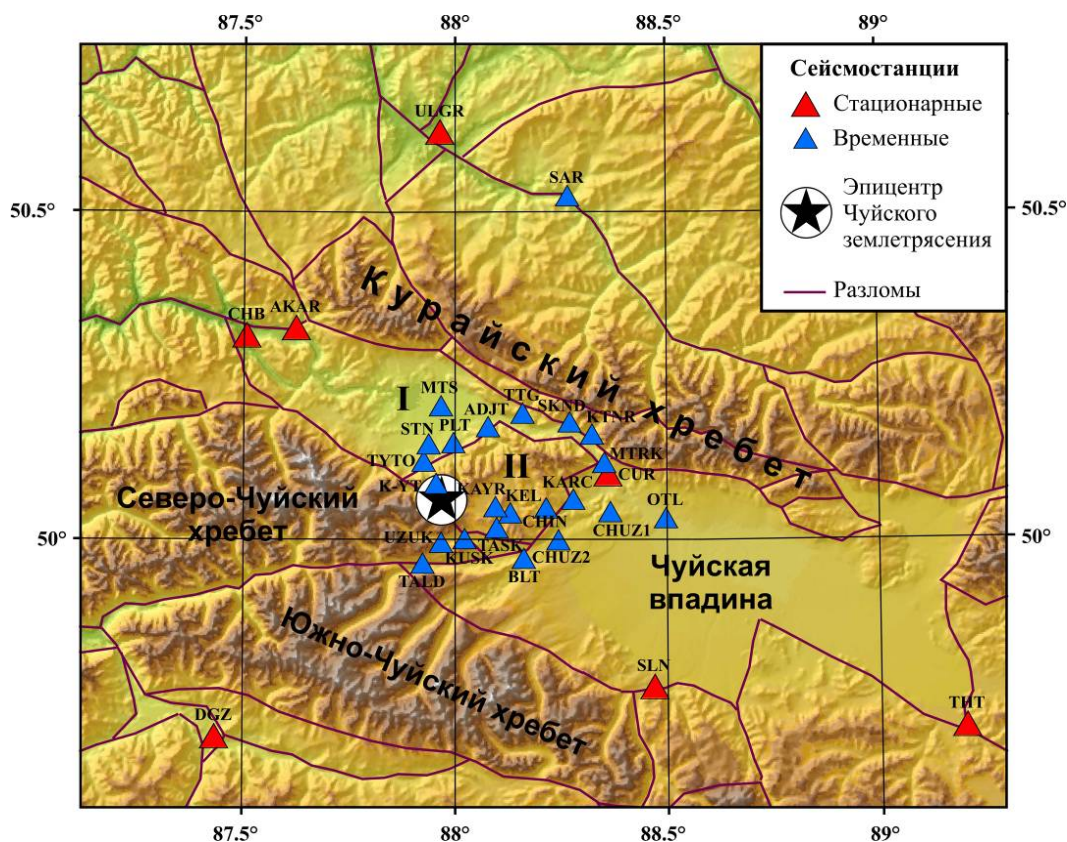 87.5°
88°
88.5°
89°
Сейсмостанции
Стационарные
Временные
Эпицентр
Чуйского
землетрясения
Разломы
ULGR
SAR
50.5°
50.5°
CHB
AKAR
Курайский хребет
I
MTS
TTG
SKND
KTNR
ADJT
STN
PLT
TYTO
II
MTRK
CUR
K-YT
KAYR
KEL
KARC
OTL
Северо-Чуйский
хребет
CHIN
CHUZ1
50°
50°
UZUK
KUSK
TASK
CHUZ2
TALD
BLT
Чуйская
впадина
Южно-Чуйский хребет
SLN
THT
DGZ
87.5°
88°
88.5°
89°